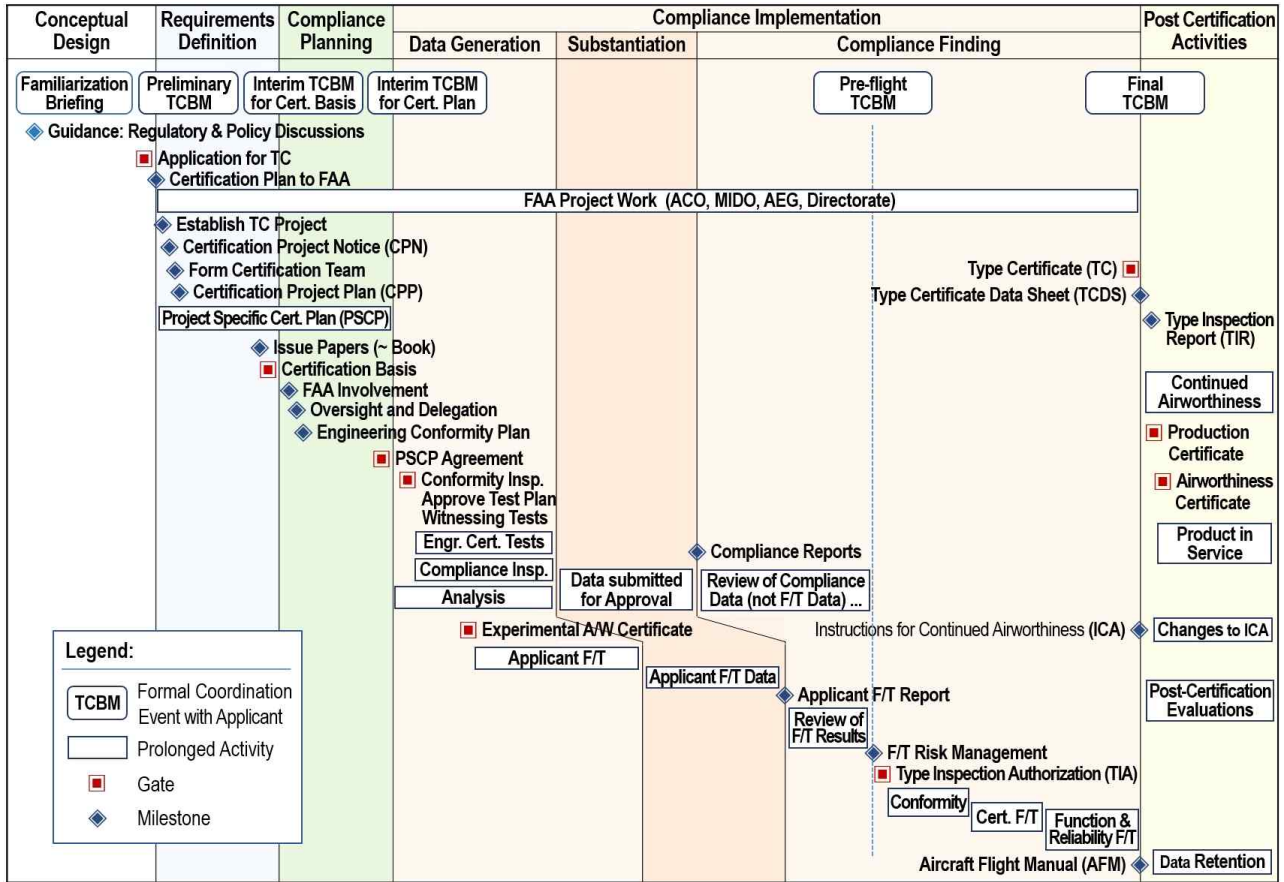 Conceptual
Design
Requirements
Definition
Compliance
Planning
Compliance Implementation
Data Generation
Substantiation
Compliance Finding
Post Certification
Activities
Familiarization
Briefing
Preliminary
TCBM
Interim TCBM
for Cert. Basis
Interim TCBM
for Cert. Plan
Pre-flight
TCBM
Final
TCBM
Guidance: Regulatory & Policy Discussions
Application for TC
Certification Plan to FAA
FAA Project Work (ACO, MIDO, AEG, Directorate)
Establish TC Project
Certification Project Notice (CPN)
Form Certification Team
Certification Project Plan (CPP)
Project Specific Cert. Plan (PSCP)
Type Certificate (TC)
Type Certificate Data Sheet (TCDS)
Type Inspection
Report (TIR)
Issue Papers (~ Book)
Certification Basis
FAA Involvement
Oversight and Delegation
Engineering Conformity Plan
Continued
Airworthiness
Production
Certificate
Airworthiness
Certificate
Product in
Service
PSCP Agreement
Conformity Insp.
Approve Test Plan
Witnessing Tests
Engr. Cert. Tests
Compliance Insp.
Analysis
Data submitted
for Approval
Compliance Reports
Review of Compliance
Data (not F/T Data) ...
Experimental A/W Certificate
Applicant F/T
Applicant F/T Data
Applicant F/T Report
Review of
F/T Results
Instructions for Continued Airworthiness (ICA)
Changes to ICA
Post-Certification
Evaluations
F/T Risk Management
Type Inspection Authorization (TIA)
Conformity
Cert. F/T
Function &
Reliability F/T
Aircraft Flight Manual (AFM)
Data Retention
Legend:
TCBM
Formal Coordination
Event with Applicant
Prolonged Activity
Gate
Milestone